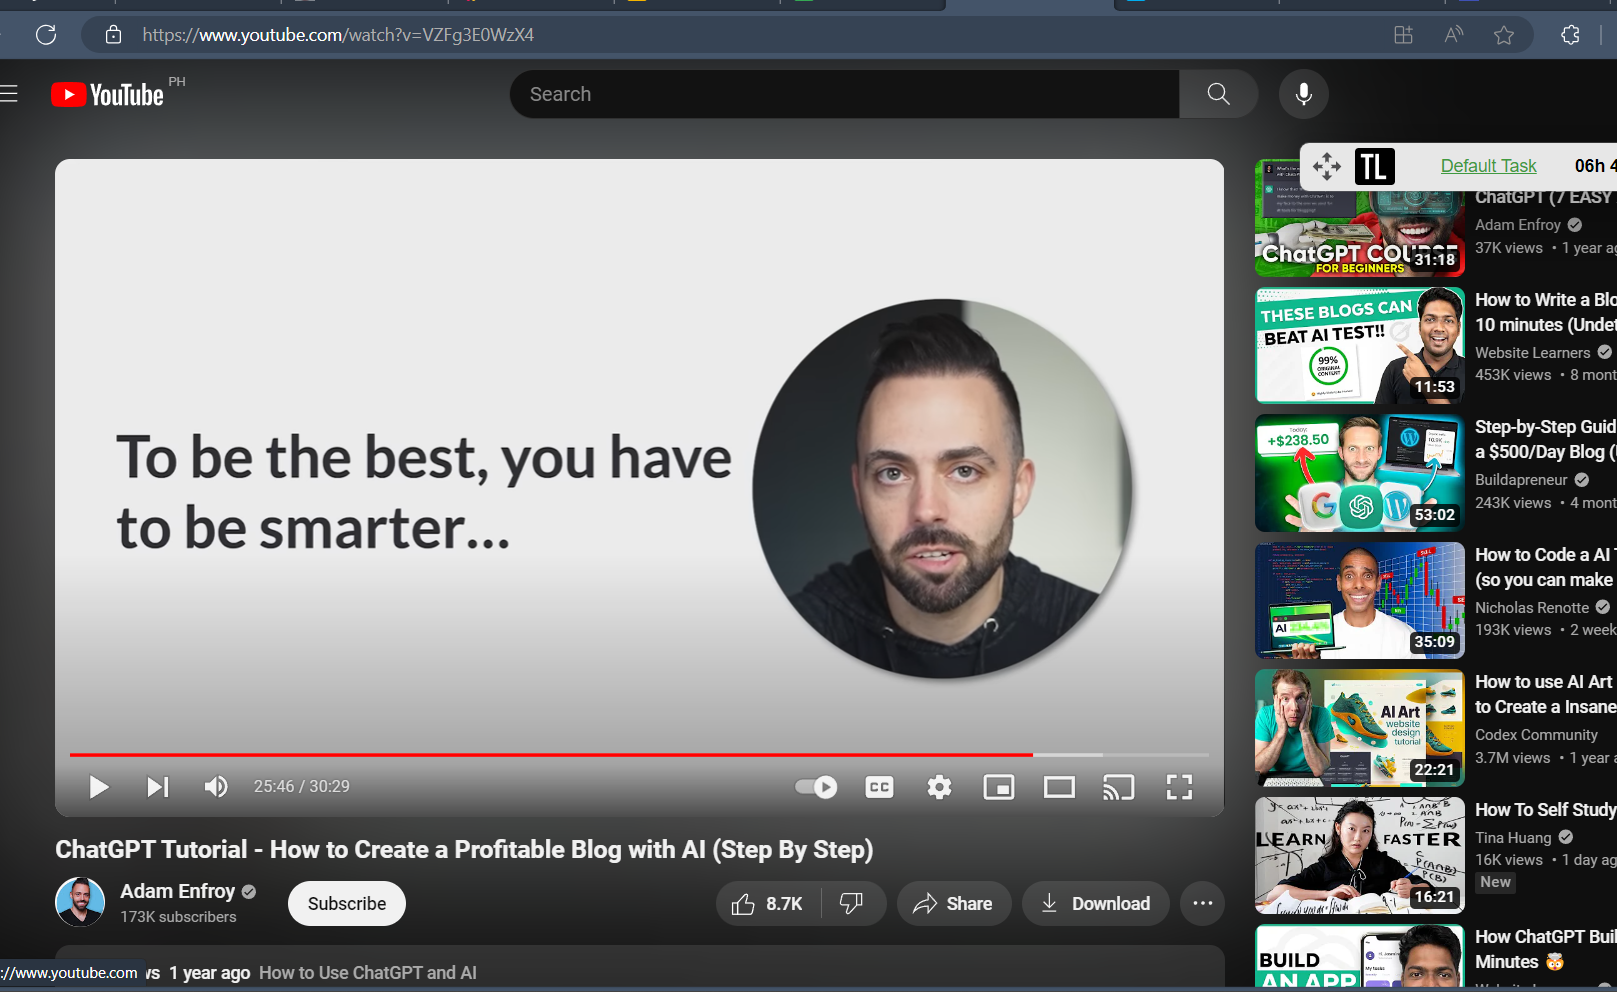 https://www.youtube.com/watch?v=VZFg3E0WzX4
YouTube PH
Search
To be the best, you have
to be smarter...
25:46 / 30:29
CC
ChatGPT Tutorial - How to Create a Profitable Blog with AI (Step By Step)
Adam Enfroy
173K subscribers
Subscribe
8.7K
Share
Download
1 year ago How to Use ChatGPT and AI
://www.youtube.com
TL Default Task 06h 4
ChatGPT COURSE
FOR BEGINNERS
31:18
ChatGPT (7 EASY
Adam Enfroy
37K views • 1 year ag
THESE BLOGS CAN
BEAT AI TEST!!
99%
ORIGINAL
CONTENT
11:53
How to Write a Blo
10 minutes (Undet
Website Learners
453K views • 8 mont
Today:
+$238.50
53:02
Step-by-Step Guid
a $500/Day Blog (
Buildapreneur
243K views • 4 mont
AI
35:09
How to Code a AI T
(so you can make
Nicholas Renotte
193K views • 2 week
AI Art
website
design
tutorial
22:21
How to use AI Art
to Create a Insane
Codex Community
3.7M views • 1 year a
LEARN FASTER
16:21
How To Self Study
Tina Huang
16K views • 1 day ag
New
BUILD
AN APP
How ChatGPT Buil
Minutes 🤯